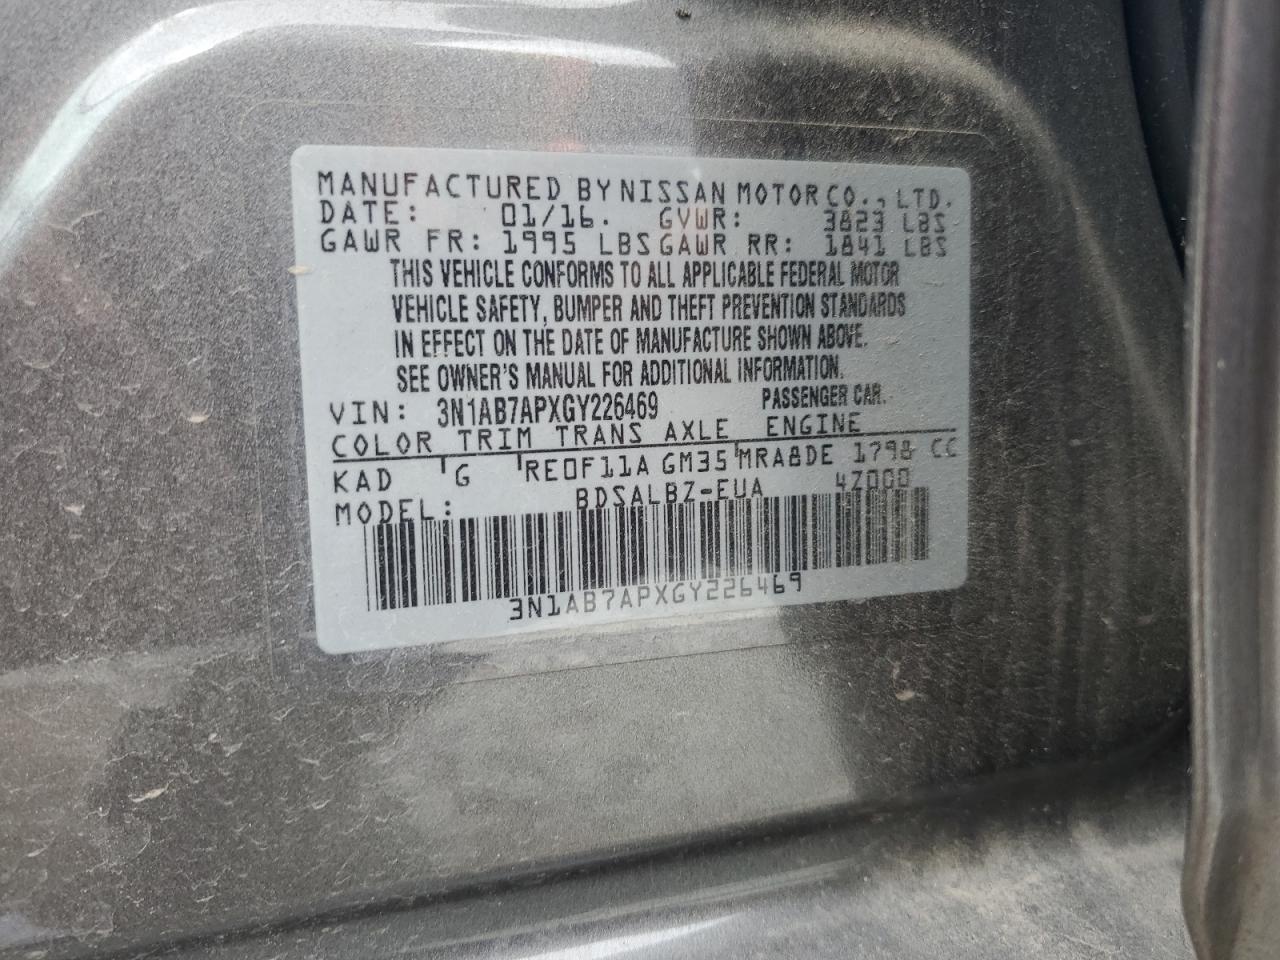 MANUFACTURED BY NISSAN MOTOR CO., LTD.
DATE: 01/16. GVWR: 3823 LBS
GAWR FR: 1995 LBS GAWR RR: 1841 LBS
THIS VEHICLE CONFORMS TO ALL APPLICABLE FEDERAL MOTOR
VEHICLE SAFETY, BUMPER AND THEFT PREVENTION STANDARDS
IN EFFECT ON THE DATE OF MANUFACTURE SHOWN ABOVE.
SEE OWNER'S MANUAL FOR ADDITIONAL INFORMATION.
VIN: 3N1AB7APXGY226469 PASSENGER CAR.
COLOR TRIM TRANS AXLE ENGINE
KAD G RE0F11A GM35 MRA8DE 1798 CC
MODEL: BDSALBZ-EUA 4Z000
3N1AB7APXGY226469